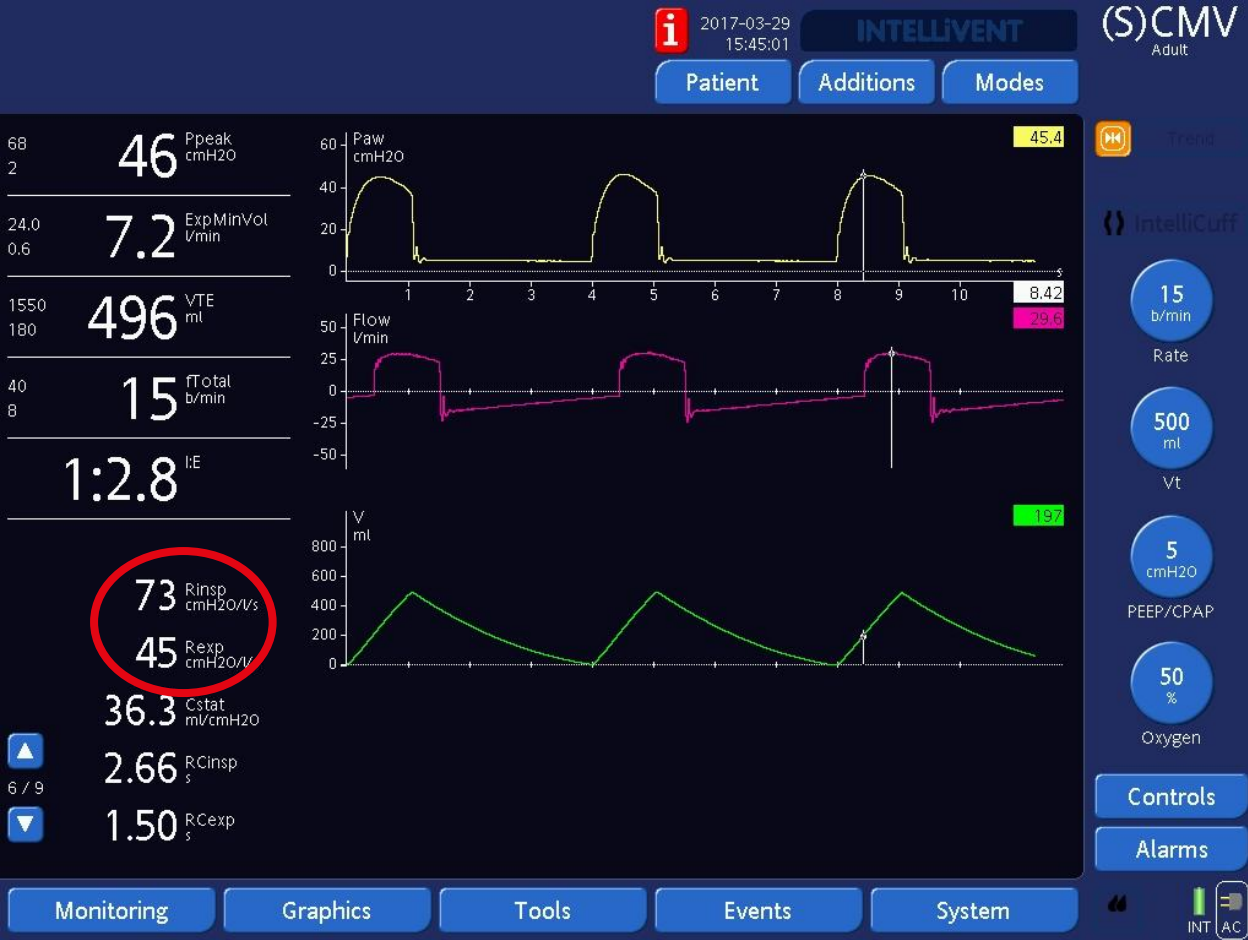 2017-03-29
15:45:01
INTELLiVENT
(S)CMV
Adult
Patient
Additions
Modes
68
2
46
Ppeak
cmH2O
24.0
0.6
7.2
ExpMinVol
l/min
1550
180
496
VTE
ml
40
8
15
fTotal
b/min
1:2.8
I:E
73
Rinsp
cmH2O/l/s
45
Rexp
cmH2O/l/
36.3
Cstat
ml/cmH2O
2.66
RCinsp
s
1.50
RCexp
s
6 / 9
Paw
cmH2O
45.4
60
40
20
0
s
1 2 3 4 5 6 7 8 9 10
8.42
Flow
l/min
29.6
50
25
0
-25
-50
V
ml
197
800
600
400
200
0
Trend
IntelliCuff
15
b/min
Rate
500
ml
Vt
5
cmH2O
PEEP/CPAP
50
%
Oxygen
Controls
Alarms
Monitoring
Graphics
Tools
Events
System
INT
AC